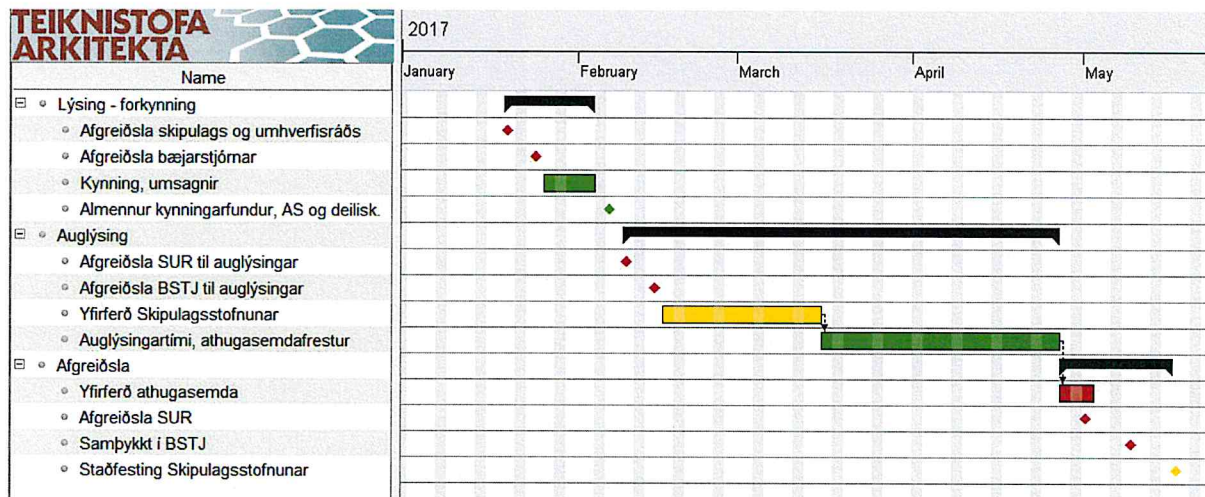 TEIKNISTOFA
ARKITEKTA
2017
Name
January February March April May
Lýsing - forkynning
Afgreiðsla skipulags og umhverfisráðs
Afgreiðsla bæjarstjórnar
Kynning, umsagnir
Almennur kynningarfundur, AS og deilisk.
Auglýsing
Afgreiðsla SUR til auglýsingar
Afgreiðsla BSTJ til auglýsingar
Yfirferð Skipulagsstofnunar
Auglýsingartími, athugasemdafrestur
Afgreiðsla
Yfirferð athugasemda
Afgreiðsla SUR
Samþykkt í BSTJ
Staðfesting Skipulagsstofnunar